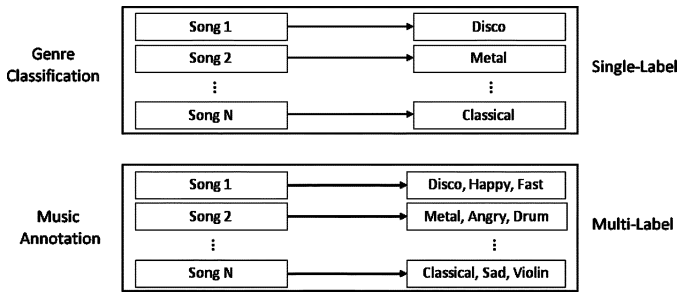 Genre
Classification
Song 1
Disco
Song 2
Metal
⋮
⋮
Song N
Classical
Single-Label
Music
Annotation
Song 1
Disco, Happy, Fast
Song 2
Metal, Angry, Drum
⋮
⋮
Song N
Classical, Sad, Violin
Multi-Label